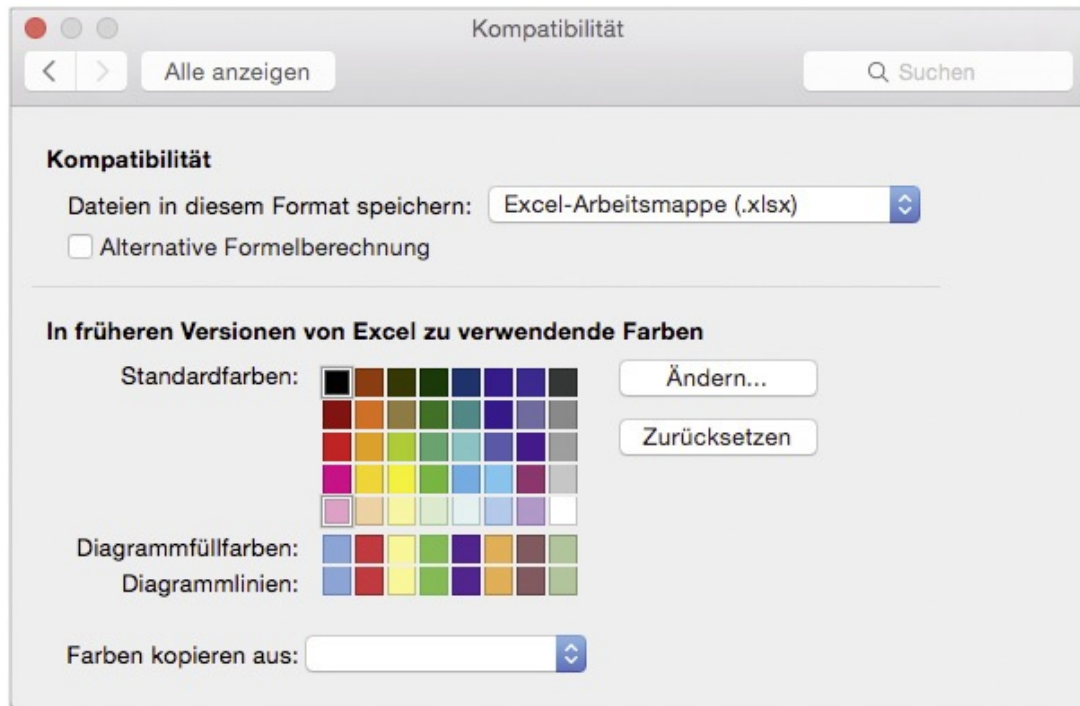 Kompatibilität
Alle anzeigen
Suchen
Kompatibilität
Dateien in diesem Format speichern: Excel-Arbeitsmappe (.xlsx)
Alternative Formelberechnung
In früheren Versionen von Excel zu verwendende Farben
Standardfarben: Ändern...
Zurücksetzen
Diagrammfüllfarben:
Diagrammlinien:
Farben kopieren aus: